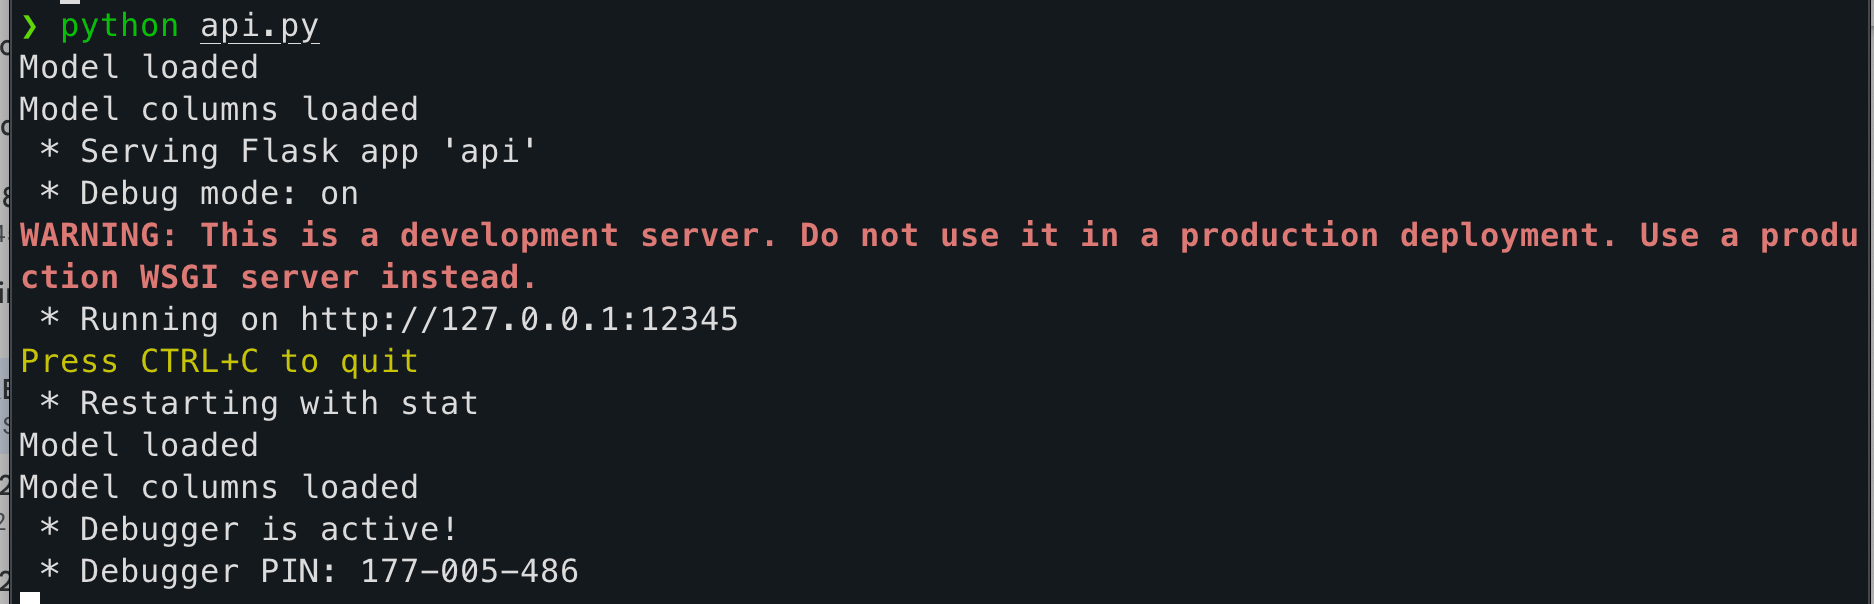 ❯ python api.py
Model loaded
Model columns loaded
 * Serving Flask app 'api'
 * Debug mode: on
WARNING: This is a development server. Do not use it in a production deployment. Use a produ
ction WSGI server instead.
 * Running on http://127.0.0.1:12345
Press CTRL+C to quit
 * Restarting with stat
Model loaded
Model columns loaded
 * Debugger is active!
 * Debugger PIN: 177-005-486